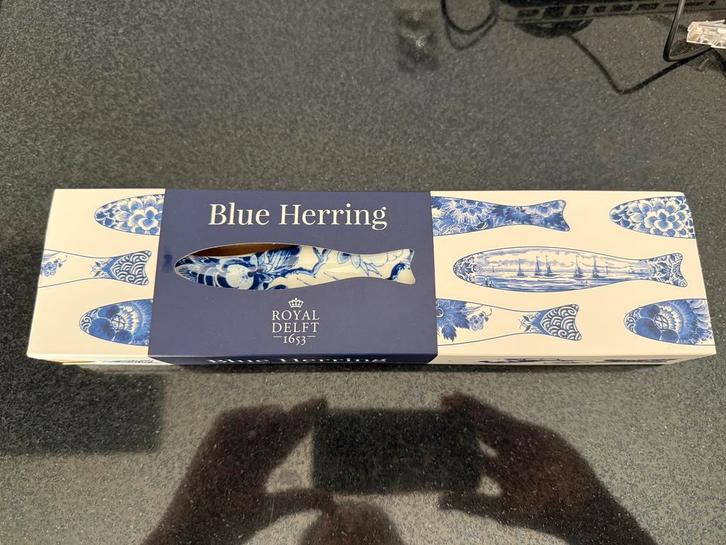 Blue Herring
ROYAL
DELFT
1653
Blue Herring